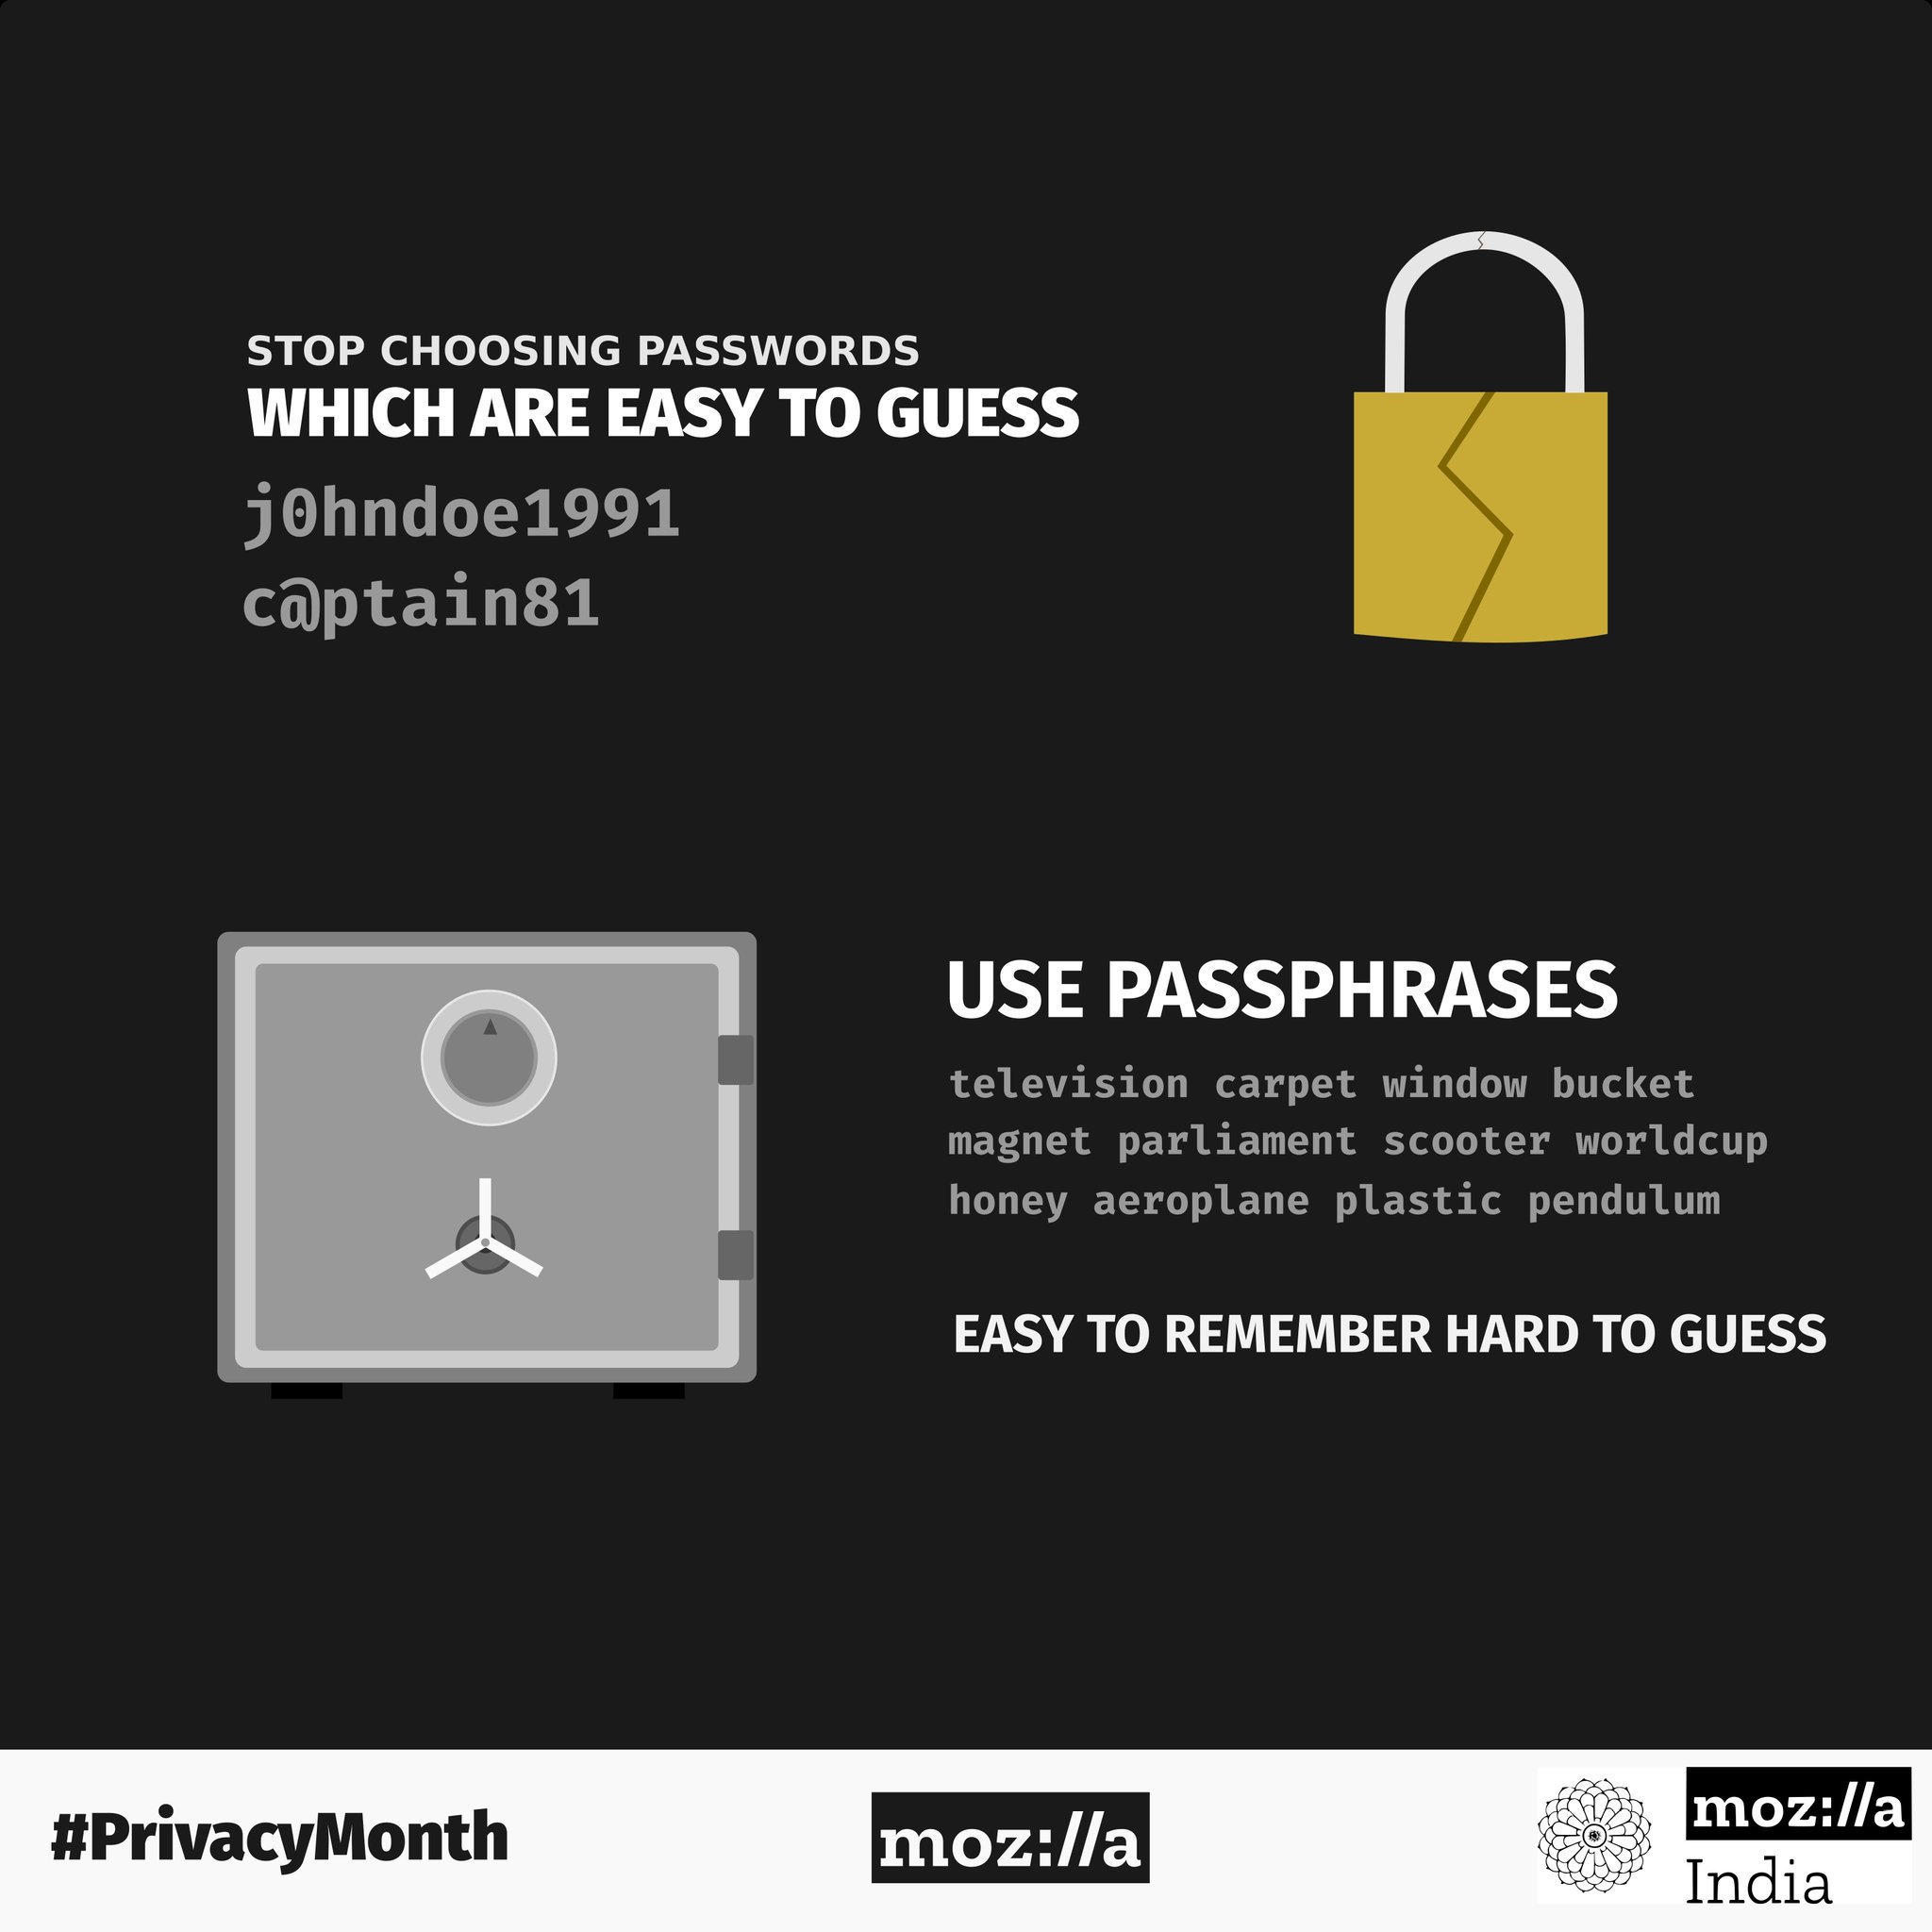 STOP CHOOSING PASSWORDS
WHICH ARE EASY TO GUESS
j0hndoe1991
c@ptain81
USE PASSPHRASES
television carpet window bucket
magnet parliament scooter worldcup
honey aeroplane plastic pendulum
EASY TO REMEMBER HARD TO GUESS
#PrivacyMonth
moz://a
moz://a
India